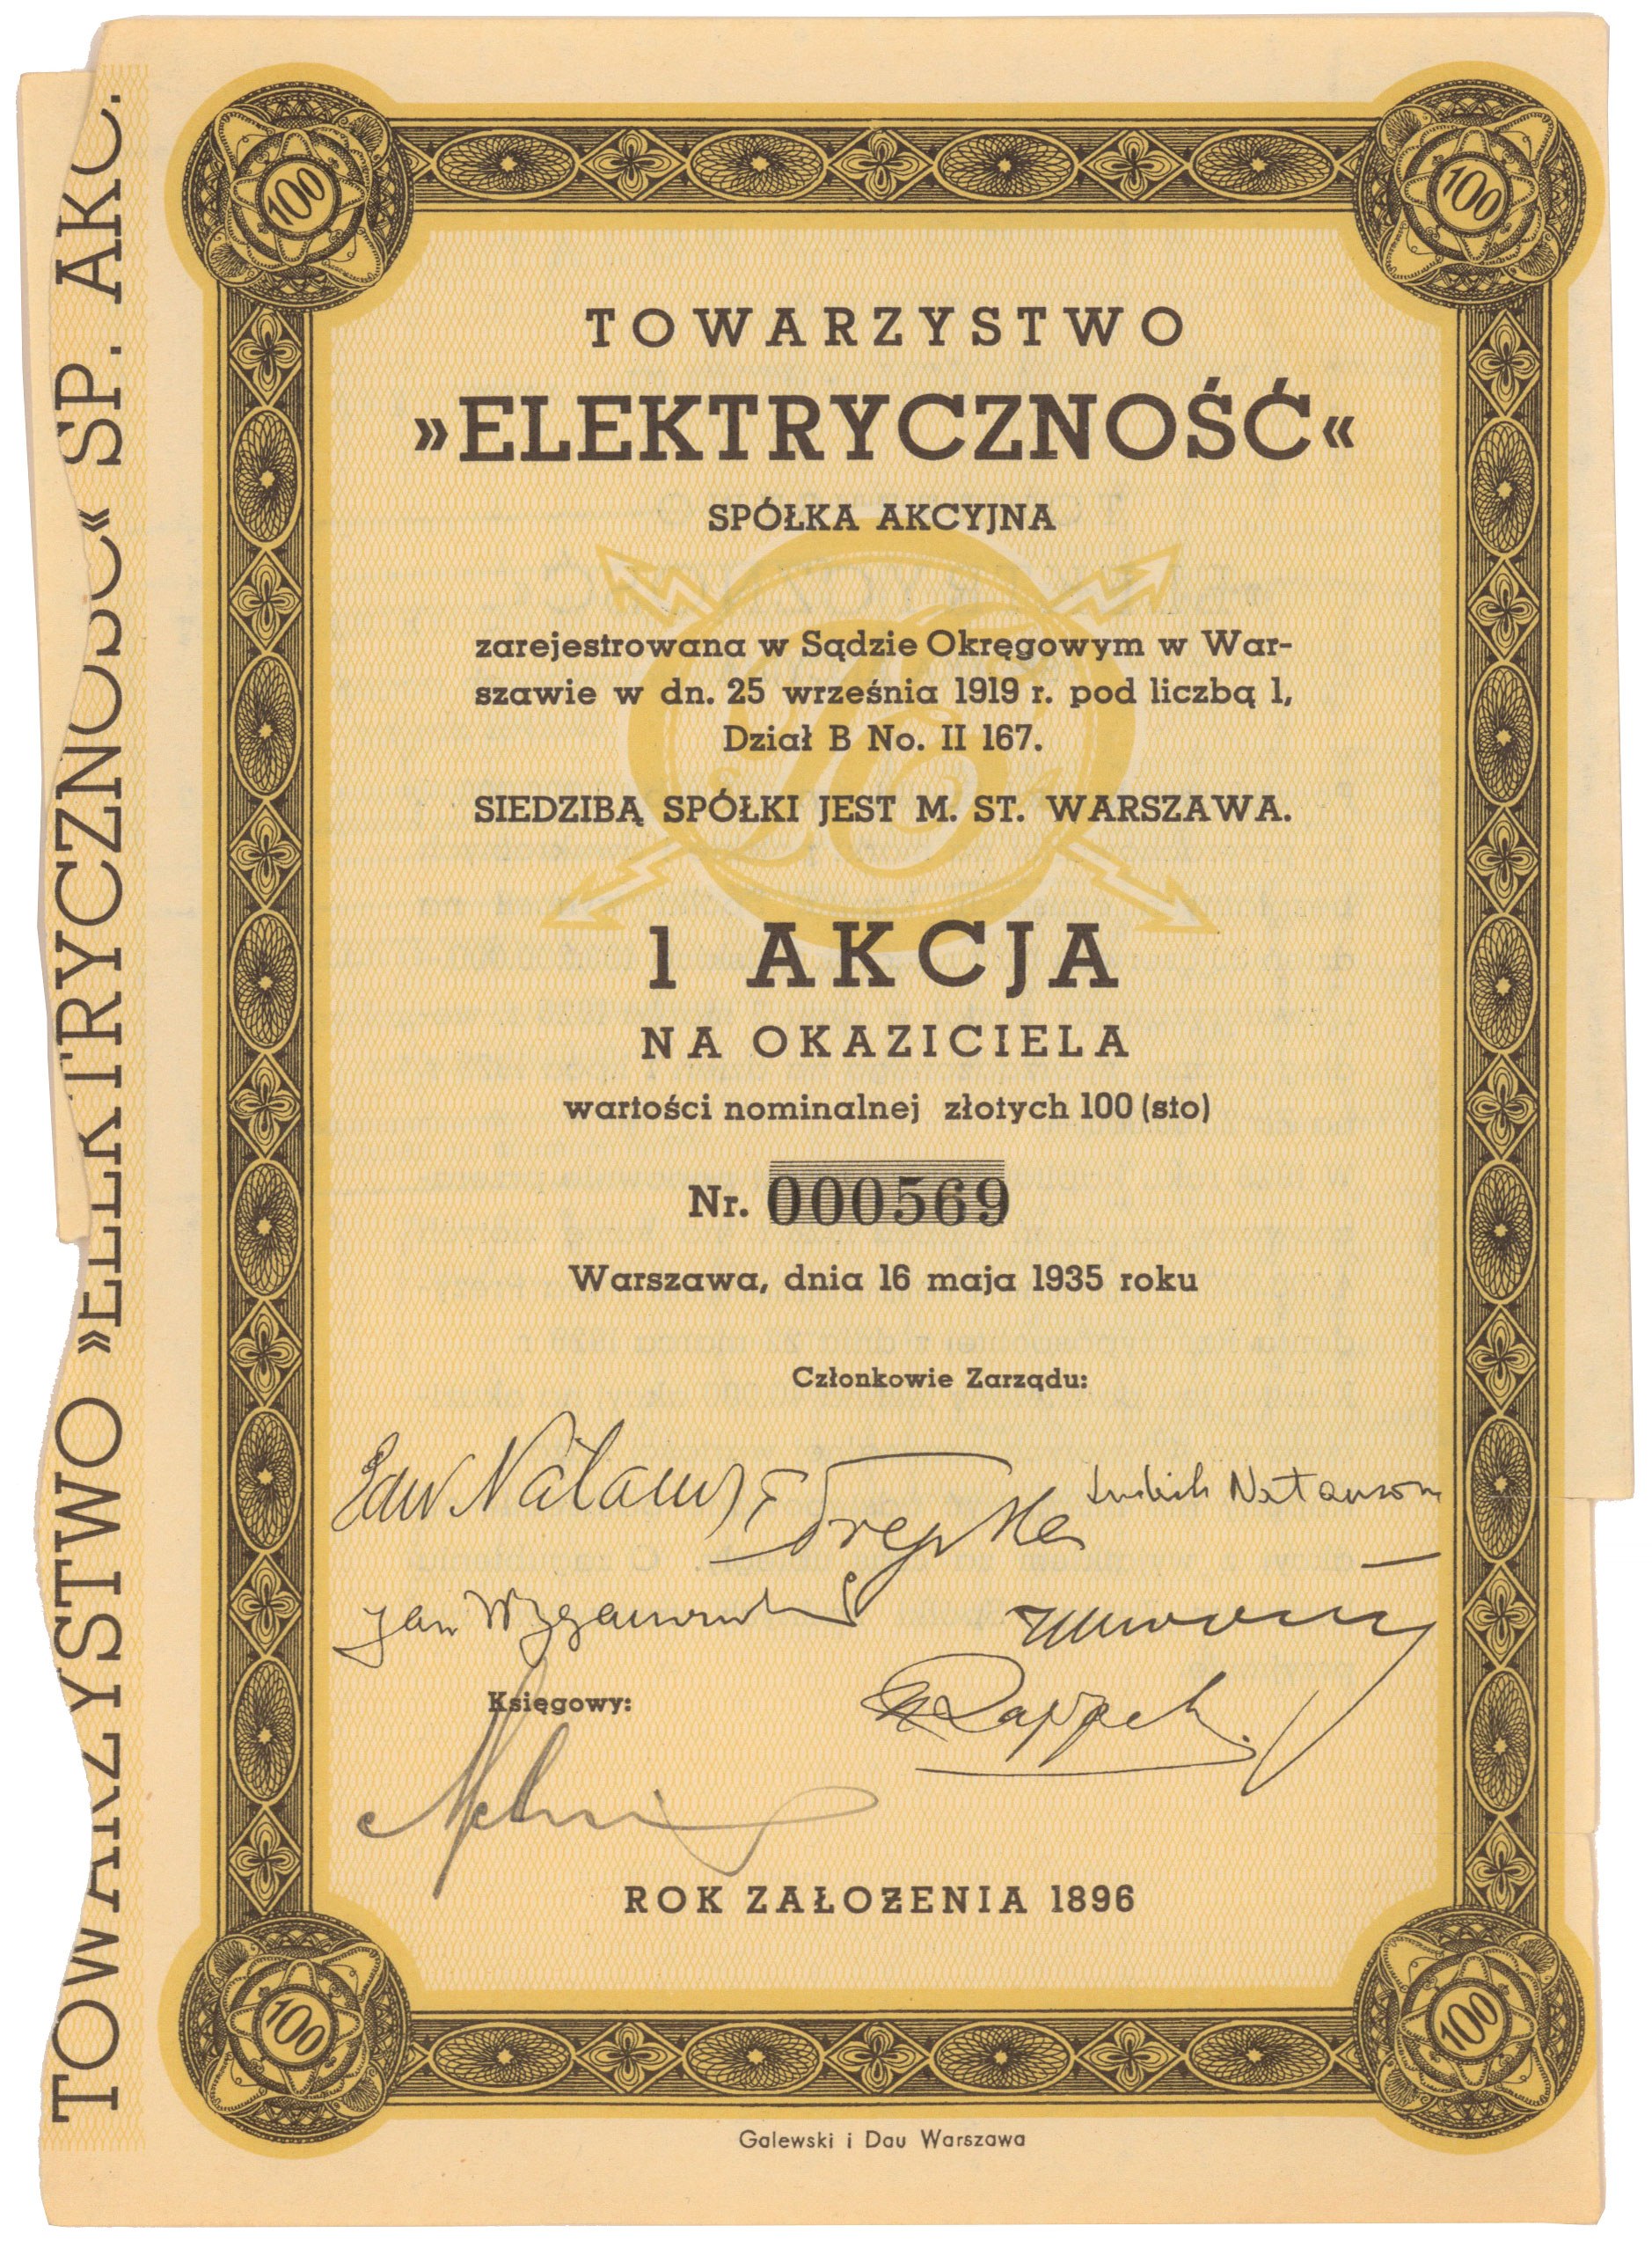 TOWARZYSTWO »ELEKTRYCZNOŚĆ« SP. AKC.
100
100
TOWARZYSTWO
»ELEKTRYCZNOŚĆ«
SPÓŁKA AKCYJNA
zarejestrowana w Sądzie Okręgowym w War-
szawie w dn. 25 września 1919 r. pod liczbą 1,
Dział B No. II 167.
SIEDZIBĄ SPÓŁKI JEST M. ST. WARSZAWA.
1 AKCJA
NA OKAZICIELA
wartości nominalnej złotych 100 (sto)
Nr. 000569
Warszawa, dnia 16 maja 1935 roku
Członkowie Zarządu:
Natanson
Jan
Księgowy:
ROK ZAŁOŻENIA 1896
100
100
Galewski i Dau Warszawa